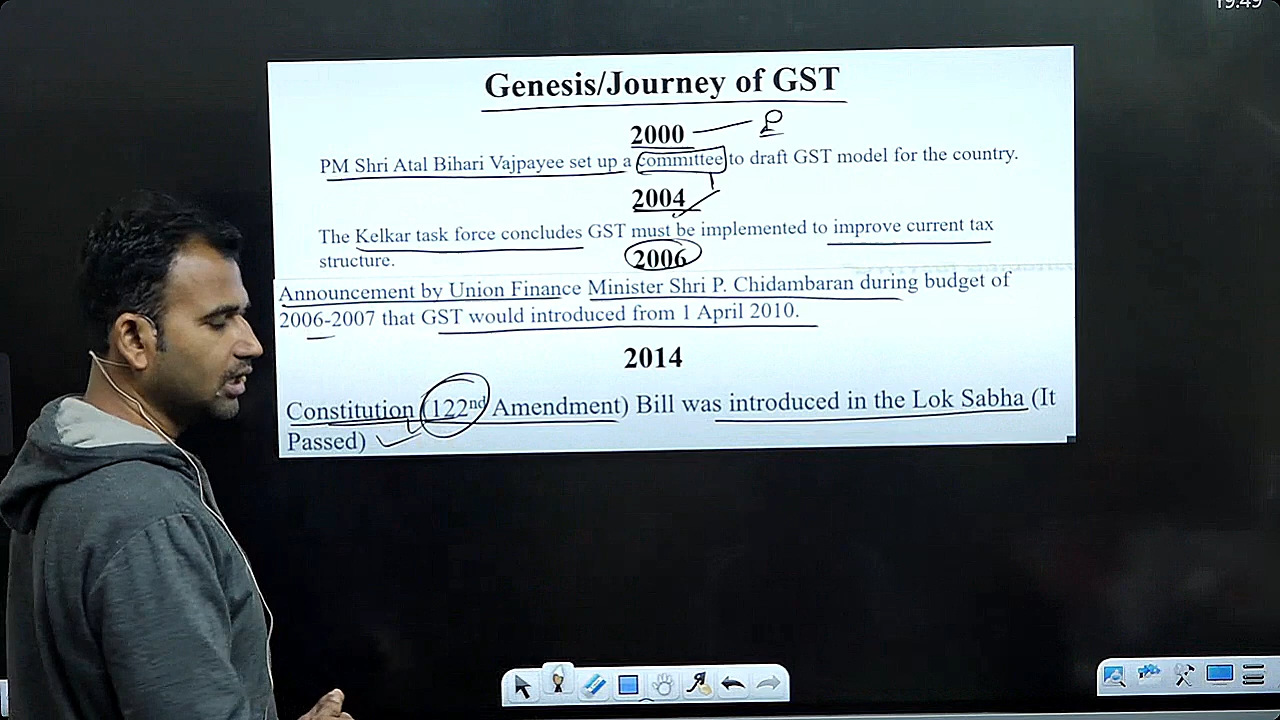 19:49
Genesis/Journey of GST
2000
PM Shri Atal Bihari Vajpayee set up a committee to draft GST model for the country.
2004
The Kelkar task force concludes GST must be implemented to improve current tax
structure.
2006
Announcement by Union Finance Minister Shri P. Chidambaran during budget of
2006-2007 that GST would introduced from 1 April 2010.
2014
Constitution (122nd Amendment) Bill was introduced in the Lok Sabha (It
Passed)